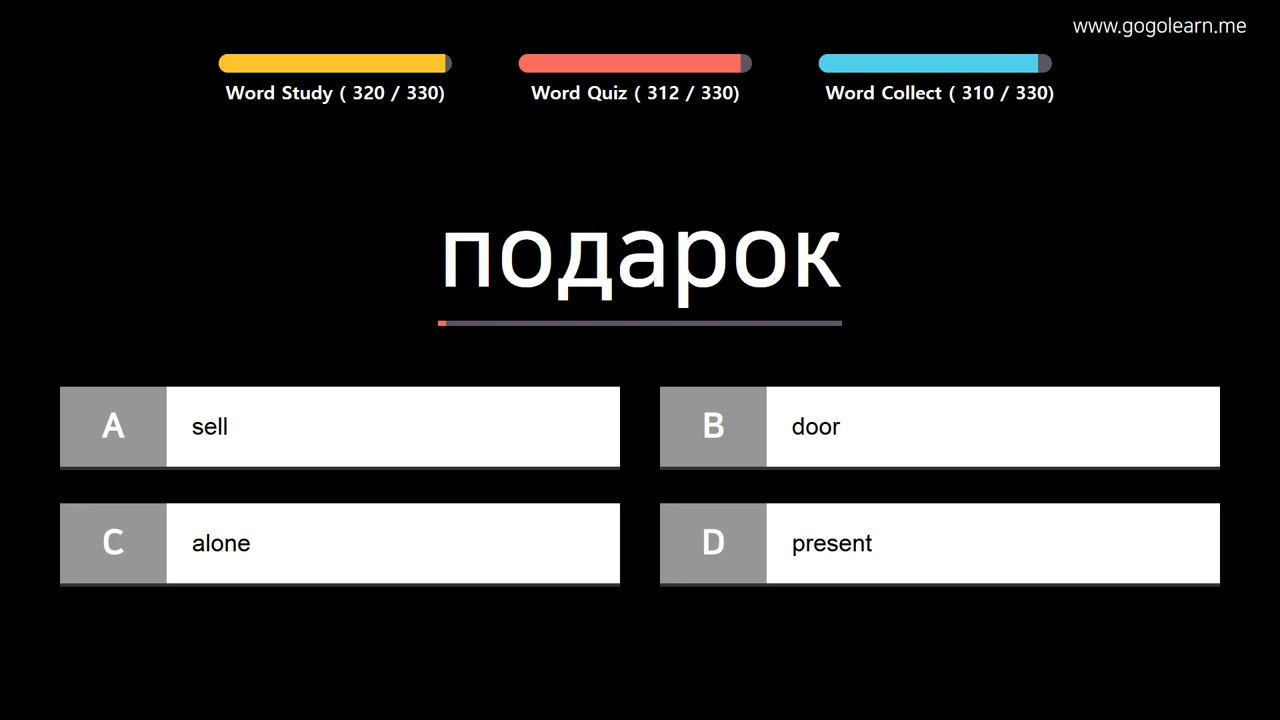 www.gogolearn.me
Word Study ( 320 / 330)
Word Quiz ( 312 / 330)
Word Collect ( 310 / 330)
подарок
A sell
B door
C alone
D present